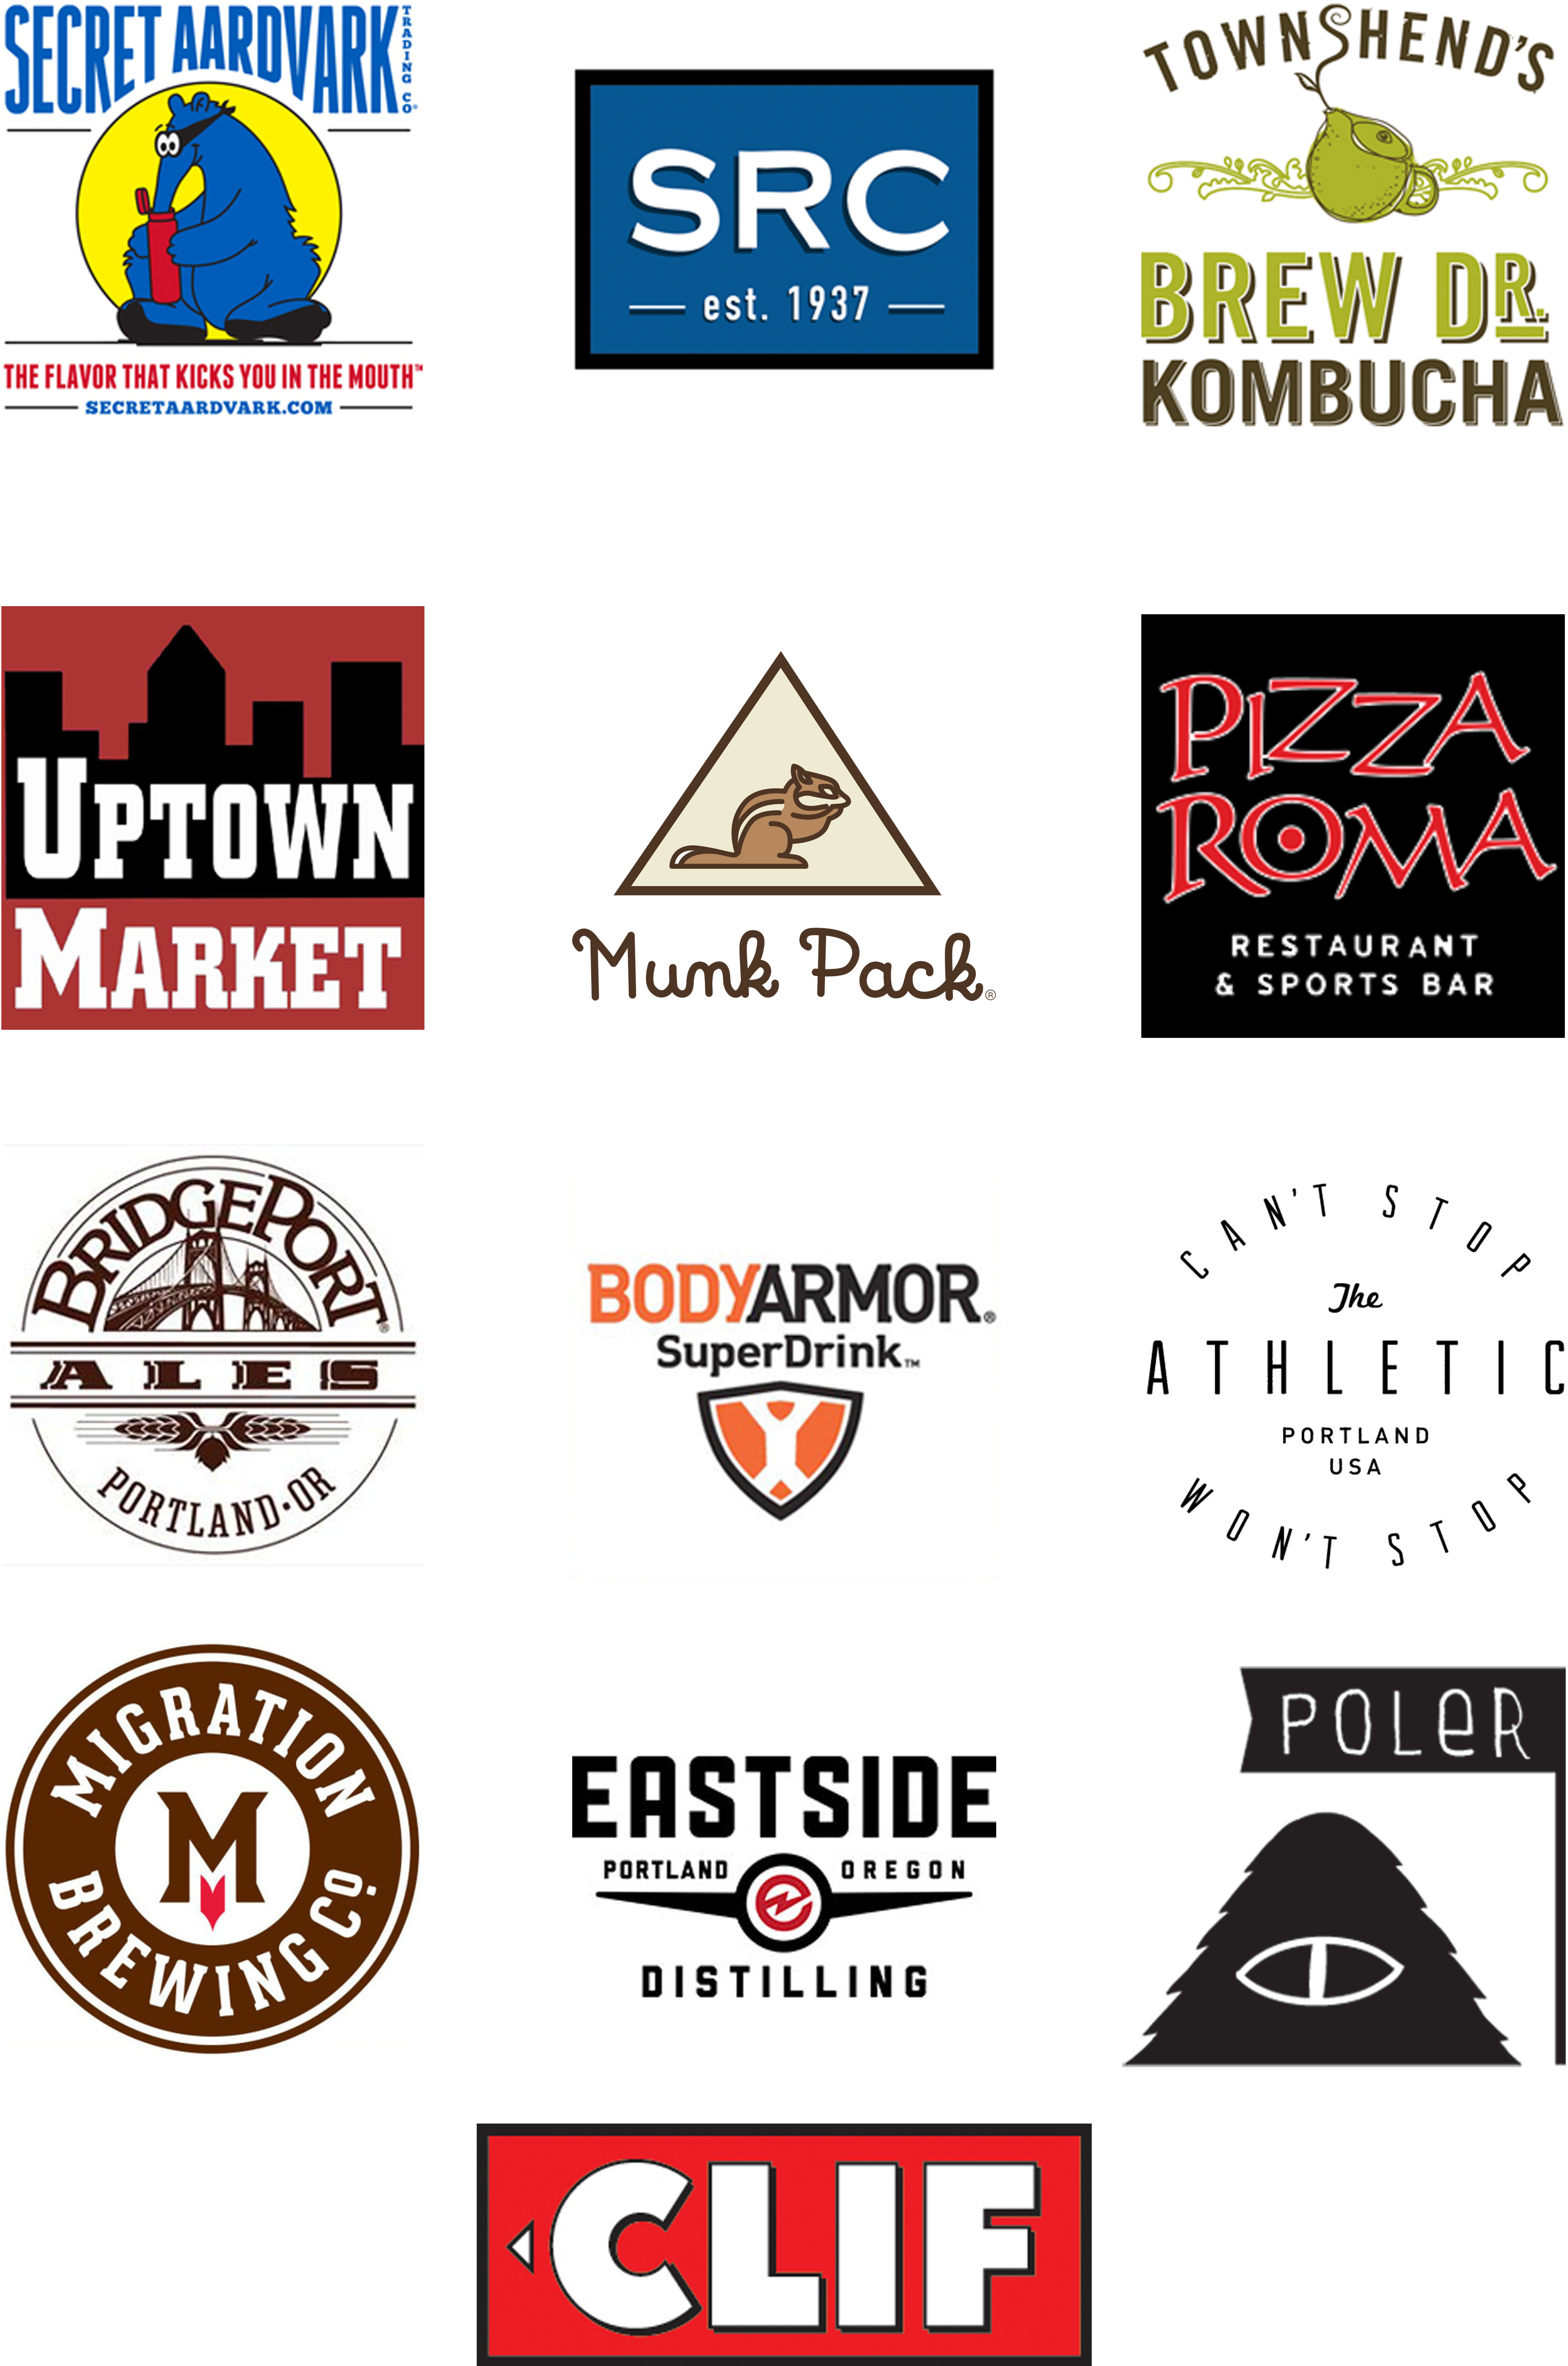 SECRET AARDVARK
TRADING CO®
THE FLAVOR THAT KICKS YOU IN THE MOUTH™
SECRETAARDVARK.COM
SRC
est. 1937
TOWNSHEND'S
BREW DR.
KOMBUCHA
UPTOWN
MARKET
Munk Pack®
PIZZA
ROMA
RESTAURANT
& SPORTS BAR
BRIDGEPORT®
ALES
PORTLAND·OR
BODYARMOR®
SuperDrink™
CAN'T STOP
The
ATHLETIC
PORTLAND
USA
WON'T STOP
MIGRATION
M
BREWING CO.
EASTSIDE
PORTLAND OREGON
e
DISTILLING
POLeR
CLIF